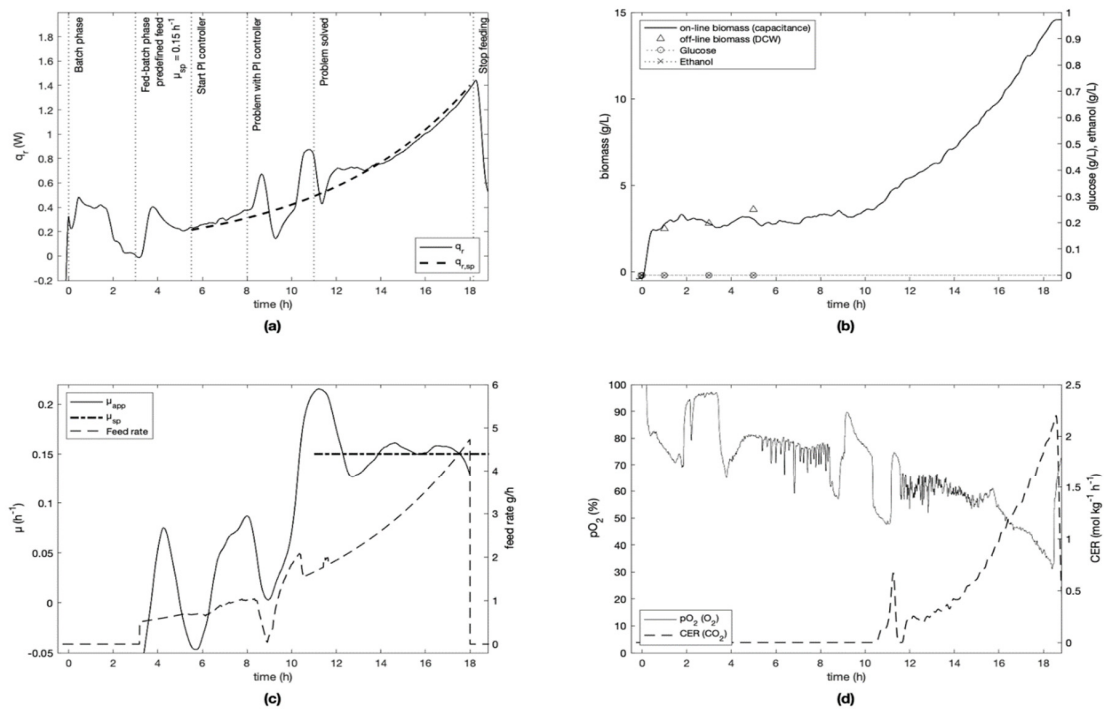 1.8
1.6
1.4
1.2
1
0.8
0.6
0.4
0.2
0
-0.2
q_r (W)
Batch phase
Fed-batch phase
predefined feed
μ_sp = 0.15 h⁻¹
Start PI controller
Problem with PI controller
Problem solved
Stop feeding
q_r
q_r,sp
0 2 4 6 8 10 12 14 16 18
time (h)
(a)
15
10
5
0
biomass (g/L)
on-line biomass (capacitance)
off-line biomass (DCW)
Glucose
Ethanol
1
0.9
0.8
0.7
0.6
0.5
0.4
0.3
0.2
0.1
0
glucose (g/L), ethanol (g/L)
0 2 4 6 8 10 12 14 16 18
time (h)
(b)
0.2
0.15
0.1
0.05
0
-0.05
μ (h⁻¹)
μ_app
μ_sp
Feed rate
6
5
4
3
2
1
0
feed rate g/h
0 2 4 6 8 10 12 14 16 18
time (h)
(c)
100
90
80
70
60
50
40
30
20
10
0
pO₂ (%)
pO₂ (O₂)
CER (CO₂)
2.5
2
1.5
1
0.5
0
CER (mol kg⁻¹ h⁻¹)
0 2 4 6 8 10 12 14 16 18
time (h)
(d)